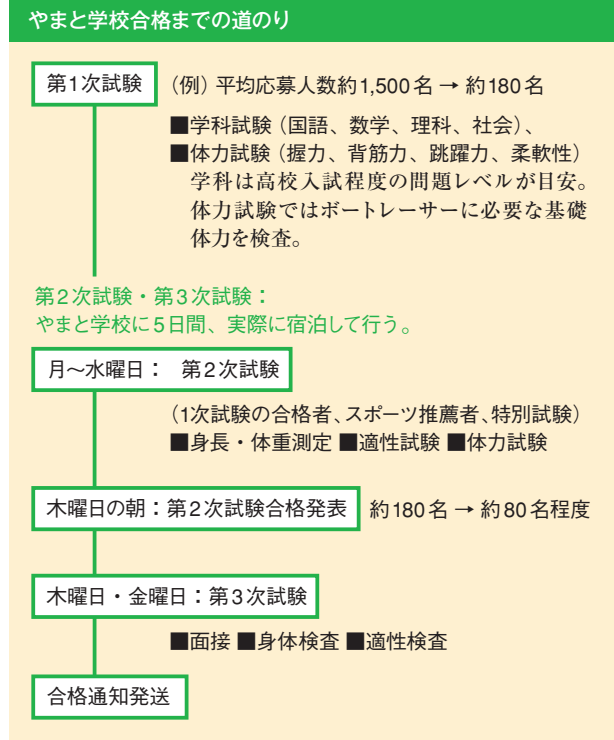 やまと学校合格までの道のり
第1次試験 (例) 平均応募人数約1,500名 → 約180名
■学科試験(国語、数学、理科、社会)、
■体力試験(握力、背筋力、跳躍力、柔軟性)
学科は高校入試程度の問題レベルが目安。
体力試験ではボートレーサーに必要な基礎
体力を検査。
第2次試験・第3次試験:
やまと学校に5日間、実際に宿泊して行う。
月〜水曜日: 第2次試験
(1次試験の合格者、スポーツ推薦者、特別試験)
■身長・体重測定 ■適性試験 ■体力試験
木曜日の朝:第2次試験合格発表 約180名 → 約80名程度
木曜日・金曜日:第3次試験
■面接 ■身体検査 ■適性検査
合格通知発送